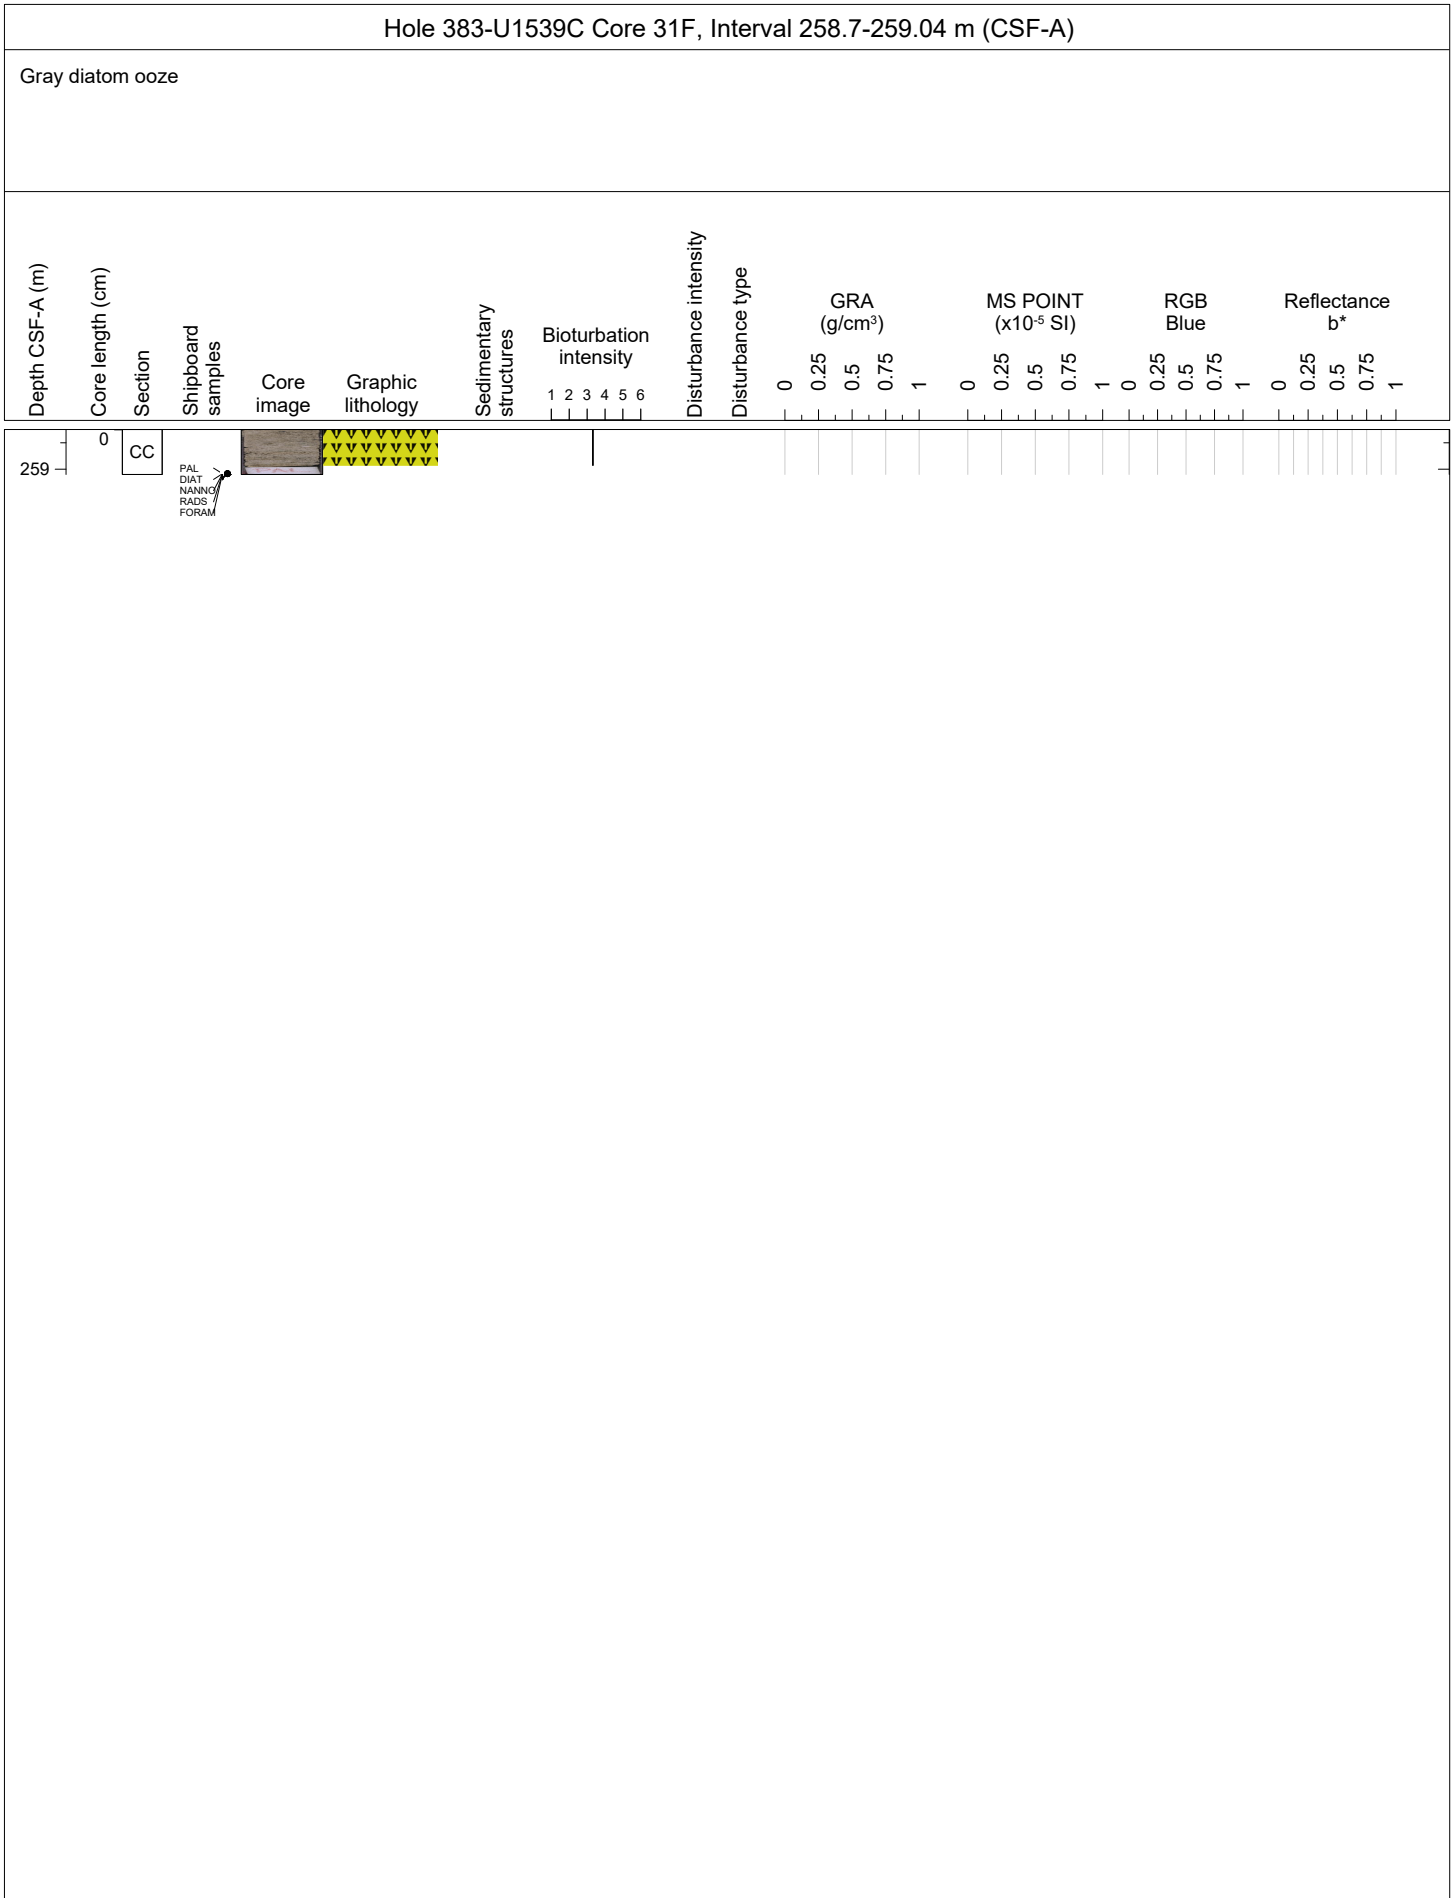 Hole 383-U1539C Core 31F, Interval 258.7-259.04 m (CSF-A)
Gray diatom ooze
Depth CSF-A (m)
Core length (cm)
Section
Shipboard
samples
Core
image
Graphic
lithology
Sedimentary
structures
Bioturbation
intensity
1 2 3 4 5 6
Disturbance intensity
Disturbance type
GRA
(g/cm³)
0 0.25 0.5 0.75 1
MS POINT
(x10⁻⁵ SI)
0 0.25 0.5 0.75 1
RGB
Blue
0 0.25 0.5 0.75 1
Reflectance
b*
0 0.25 0.5 0.75 1
0
CC
259
PAL
DIAT
NANNO
RADS
FORAM